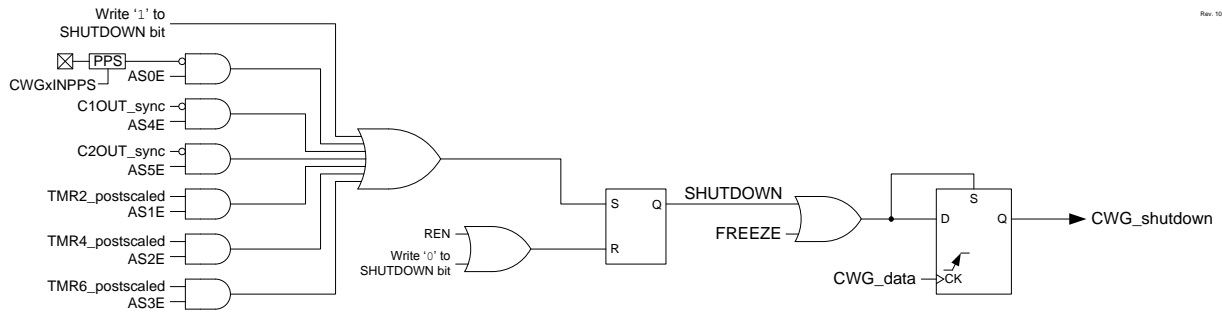 Write ‘1’ to
SHUTDOWN bit
Rev. 10
PPS
AS0E
CWGxINPPS
C1OUT_sync
AS4E
C2OUT_sync
AS5E
TMR2_postscaled
AS1E
TMR4_postscaled
AS2E
TMR6_postscaled
AS3E
REN
Write ‘0’ to
SHUTDOWN bit
S
Q
R
SHUTDOWN
FREEZE
S
D
Q
CWG_data
CK
CWG_shutdown